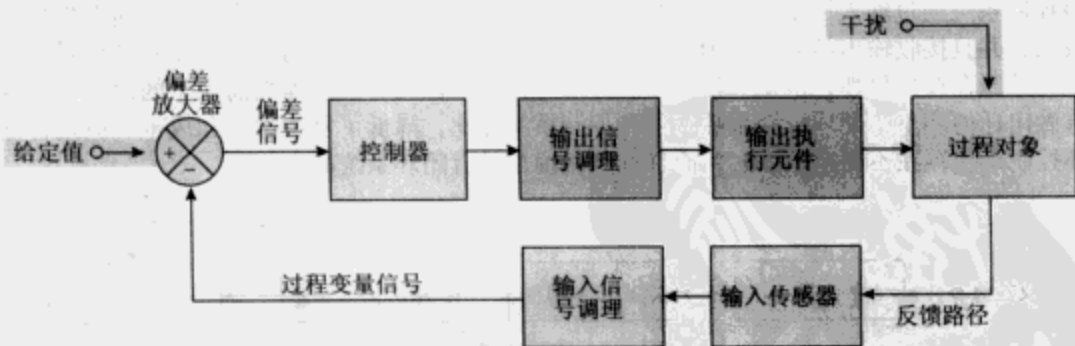 干扰
偏差
放大器
偏差
信号
给定值
+
−
控制器
输出信
号调理
输出执
行元件
过程对象
过程变量信号
输入信
号调理
输入传感器
反馈路径